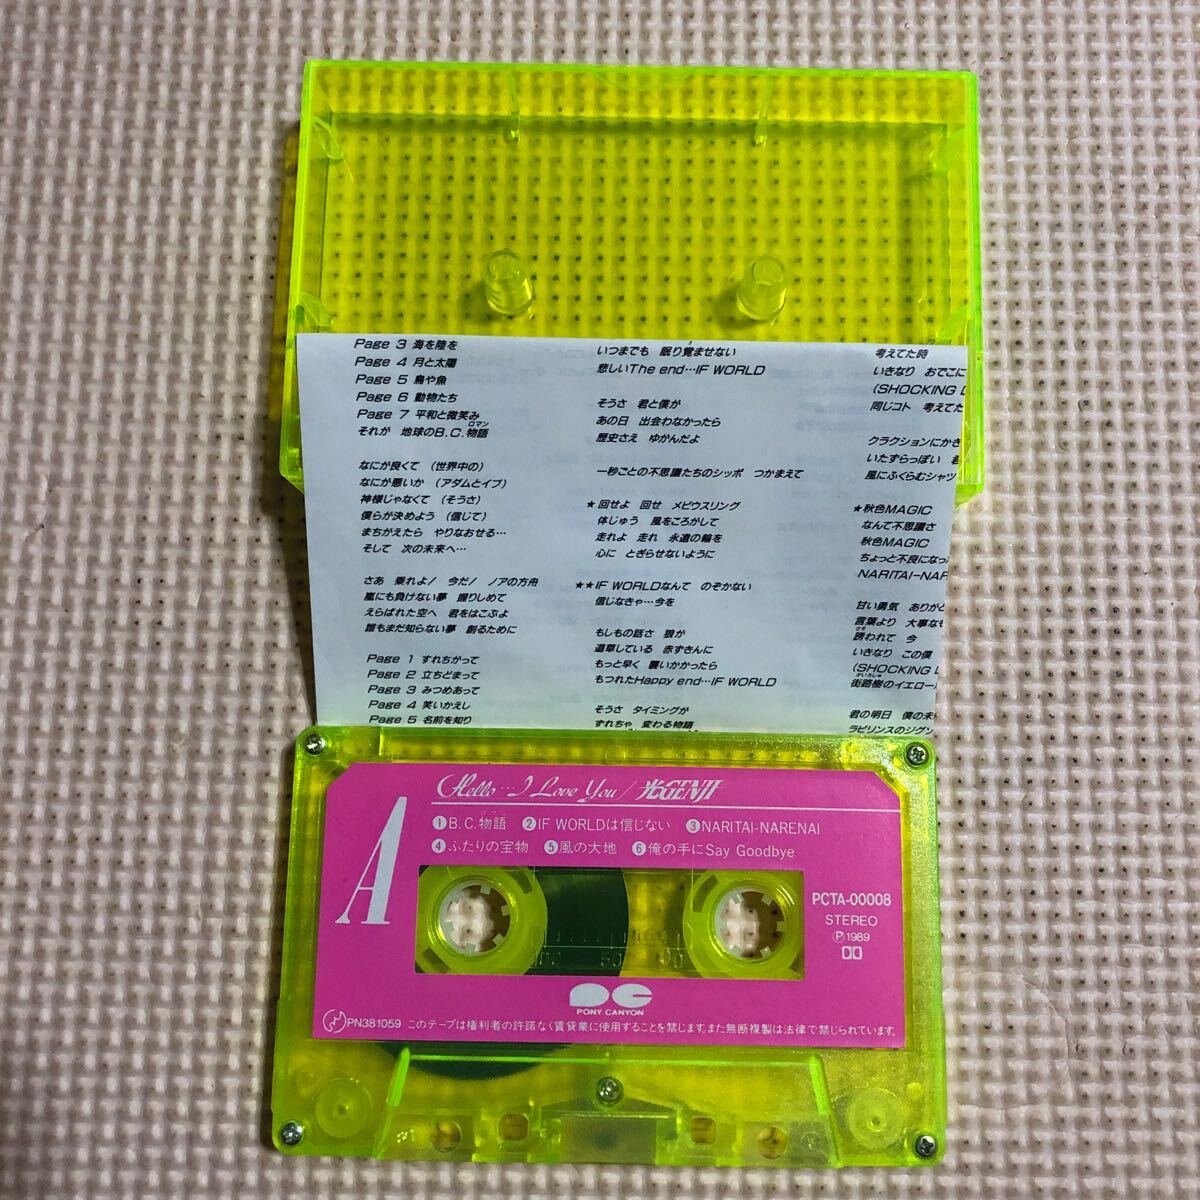 Page 3 海を陸を
Page 4 月と太陽
Page 5 鳥や魚
Page 6 動物たち
Page 7 平和と微笑み
それが 地球のB.C.物語
ロマン
なにが良くて (世界中の)
なにが悪いか (アダムとイブ)
神様じゃなくて (そうさ)
僕らが決めよう (信じて)
まちがえたら やりなおせる…
そして 次の未来へ…
さあ 乗れよ! 今だ! ノアの方舟
嵐にも負けない夢 握りしめて
えらばれた空へ 君をはこぶよ
誰もまだ知らない夢 創るために
Page 1 すれちがって
Page 2 立ちどまって
Page 3 みつめあって
Page 4 笑いかえし
Page 5 名前を知り
いつまでも 眠り覚ませない
悲しいThe end…IF WORLD
そうさ 君と僕が
あの日 出会わなかったら
歴史さえ ゆがんだよ
一秒ごとの不思議たちのシッポ つかまえて
★回せよ 回せ メビウスリング
体じゅう 風をころがして
走れよ 走れ 永遠の輪を
心に とぎらせないように
★★IF WORLDなんて のぞかない
信じなきゃ…今を
もしもの話さ 狼が
道草している 赤ずきんに
もっと早く 襲いかかったら
もつれたHappy end…IF WORLD
そうさ タイミングが
ずれちゃ 変わる物語
考えてた時
いきなり おでこに
(SHOCKING
同じコト 考えてた
クラクションにかき
いたずらっぽい 君
風にふくらむシャツ
★秋色MAGIC
なんて不思議さ
秋色MAGIC
ちょっと不良になっ
NARITAI-NAR
甘い勇気 ありがと
言葉より 大事なも
さそ
誘われて 今
いきなり この僕
(SHOCKING
がいろじゅ
街路樹のイエロー
君の明日 僕の未
ラビリンスのジグソ
A
Hello…I Love You/光GENJI
①B.C.物語 ②IF WORLDは信じない ③NARITAI-NARENAI
④ふたりの宝物 ⑤風の大地 ⑥俺の手にSay Goodbye
PCTA-00008
STEREO
Ⓟ1989
100 50
PONY CANYON
PN381059 このテープは権利者の許諾なく賃貸業に使用することを禁じます。また無断複製は法律で禁じられています。